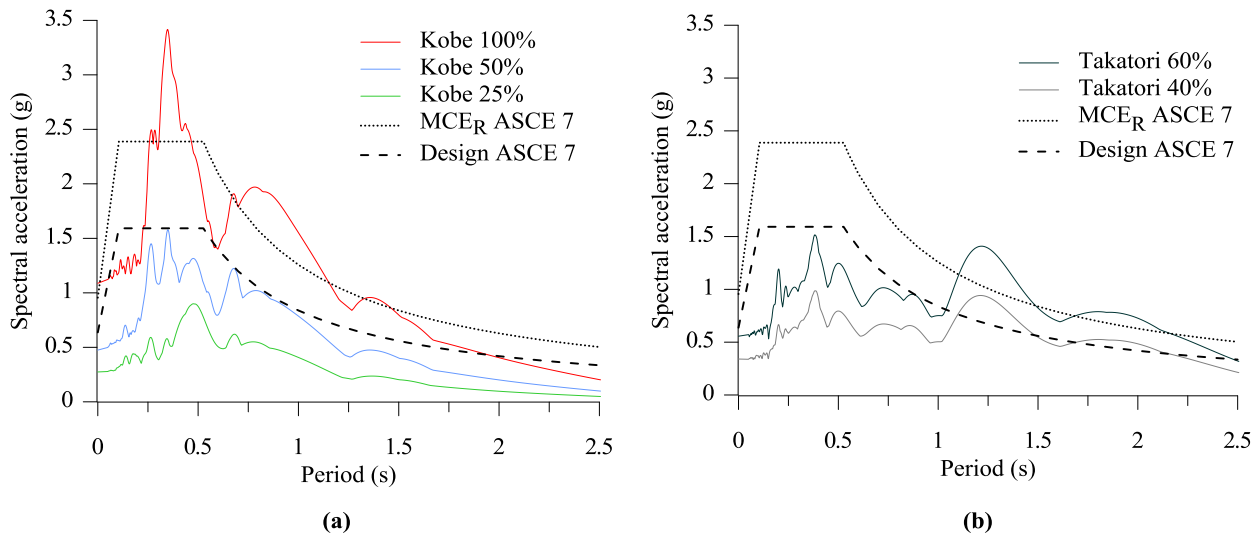 Spectral acceleration (g)
3.5
3
2.5
2
1.5
1
0.5
0
Kobe 100%
Kobe 50%
Kobe 25%
MCER ASCE 7
Design ASCE 7
0 0.5 1 1.5 2 2.5
Period (s)
(a)
Spectral acceleration (g)
3.5
3
2.5
2
1.5
1
0.5
0
Takatori 60%
Takatori 40%
MCER ASCE 7
Design ASCE 7
0 0.5 1 1.5 2 2.5
Period (s)
(b)